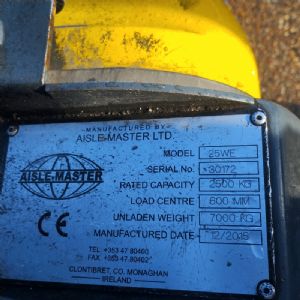 MANUFACTURED BY
AISLE-MASTER LTD.
AISLE-MASTER
MODEL 25WE
SERIAL No. 30172
RATED CAPACITY 2500 KG
LOAD CENTRE 600 MM
UNLADEN WEIGHT 7000 KG
MANUFACTURED DATE 12/2015
CE
TEL +353 47 80400
FAX +353 47 80402
CLONTIBRET, CO. MONAGHAN
IRELAND